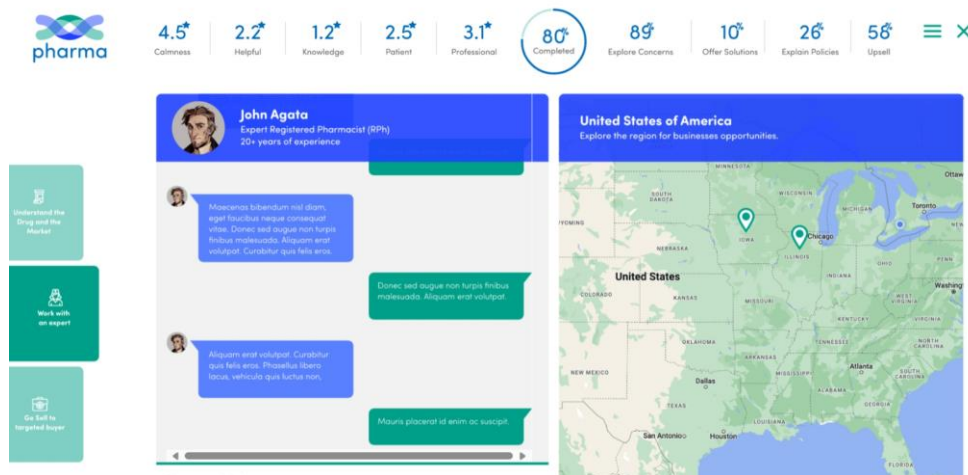 pharma
4.5
Calmness
2.2
Helpful
1.2
Knowledge
2.5
Patient
3.1
Professional
80%
Completed
89%
Explore Concerns
10%
Offer Solutions
26%
Explain Policies
58%
Upsell
Understand the
Drug and the
Market
Work with
an expert
Go Sell to
targeted buyer
John Agata
Expert Registered Pharmacist (RPh)
20+ years of experience
Maecenas bibendum nisl diam,
eget faucibus neque consequat
vitae. Donec sed augue non turpis
finibus malesuada. Aliquam erat
volutpat. Curabitur quis felis eros.
Donec sed augue non turpis finibus
malesuada. Aliquam erat volutpat.
Aliquam erat volutpat. Curabitur
quis felis eros. Phasellus libero
lacus, vehicula quis luctus non,
Mauris placerat id enim ac suscipit.
United States of America
Explore the region for businesses opportunities.
MINNESOTA
Ottaw
SOUTH
DAKOTA
WISCONSIN
MICHIGAN
Toronto
YOMING
IOWA
Chicago
NEW
NEBRASKA
ILLINOIS
INDIANA
OHIO
PENN
United States
Washing
COLORADO
KANSAS
MISSOURI
WEST
VIRGINIA
KENTUCKY
VIRGINIA
OKLAHOMA
TENNESSEE
NORTH
CAROLINA
ARKANSAS
NEW MEXICO
MISSISSIPPI
Atlanta
SOUTH
CAROLINA
Dallas
ALABAMA
TEXAS
GEORGIA
LOUISIANA
San Antonio
Houston
FLORIDA